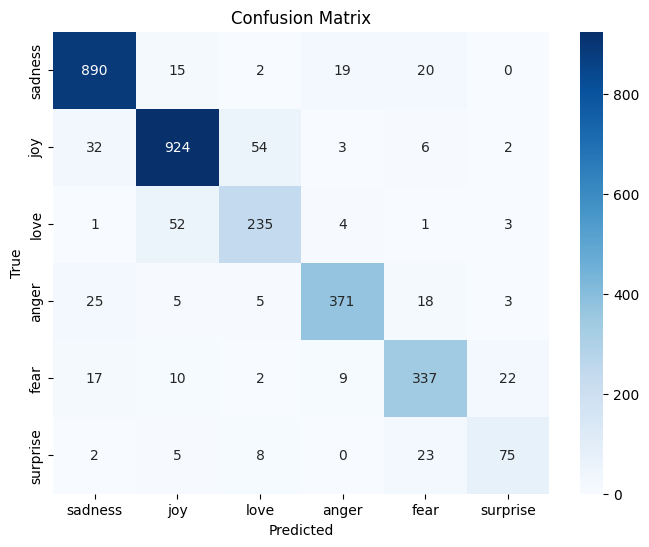 Confusion Matrix
sadness 890 15 2 19 20 0
joy 32 924 54 3 6 2
love 1 52 235 4 1 3
anger 25 5 5 371 18 3
fear 17 10 2 9 337 22
surprise 2 5 8 0 23 75
True
sadness joy love anger fear surprise
Predicted
800
600
400
200
0